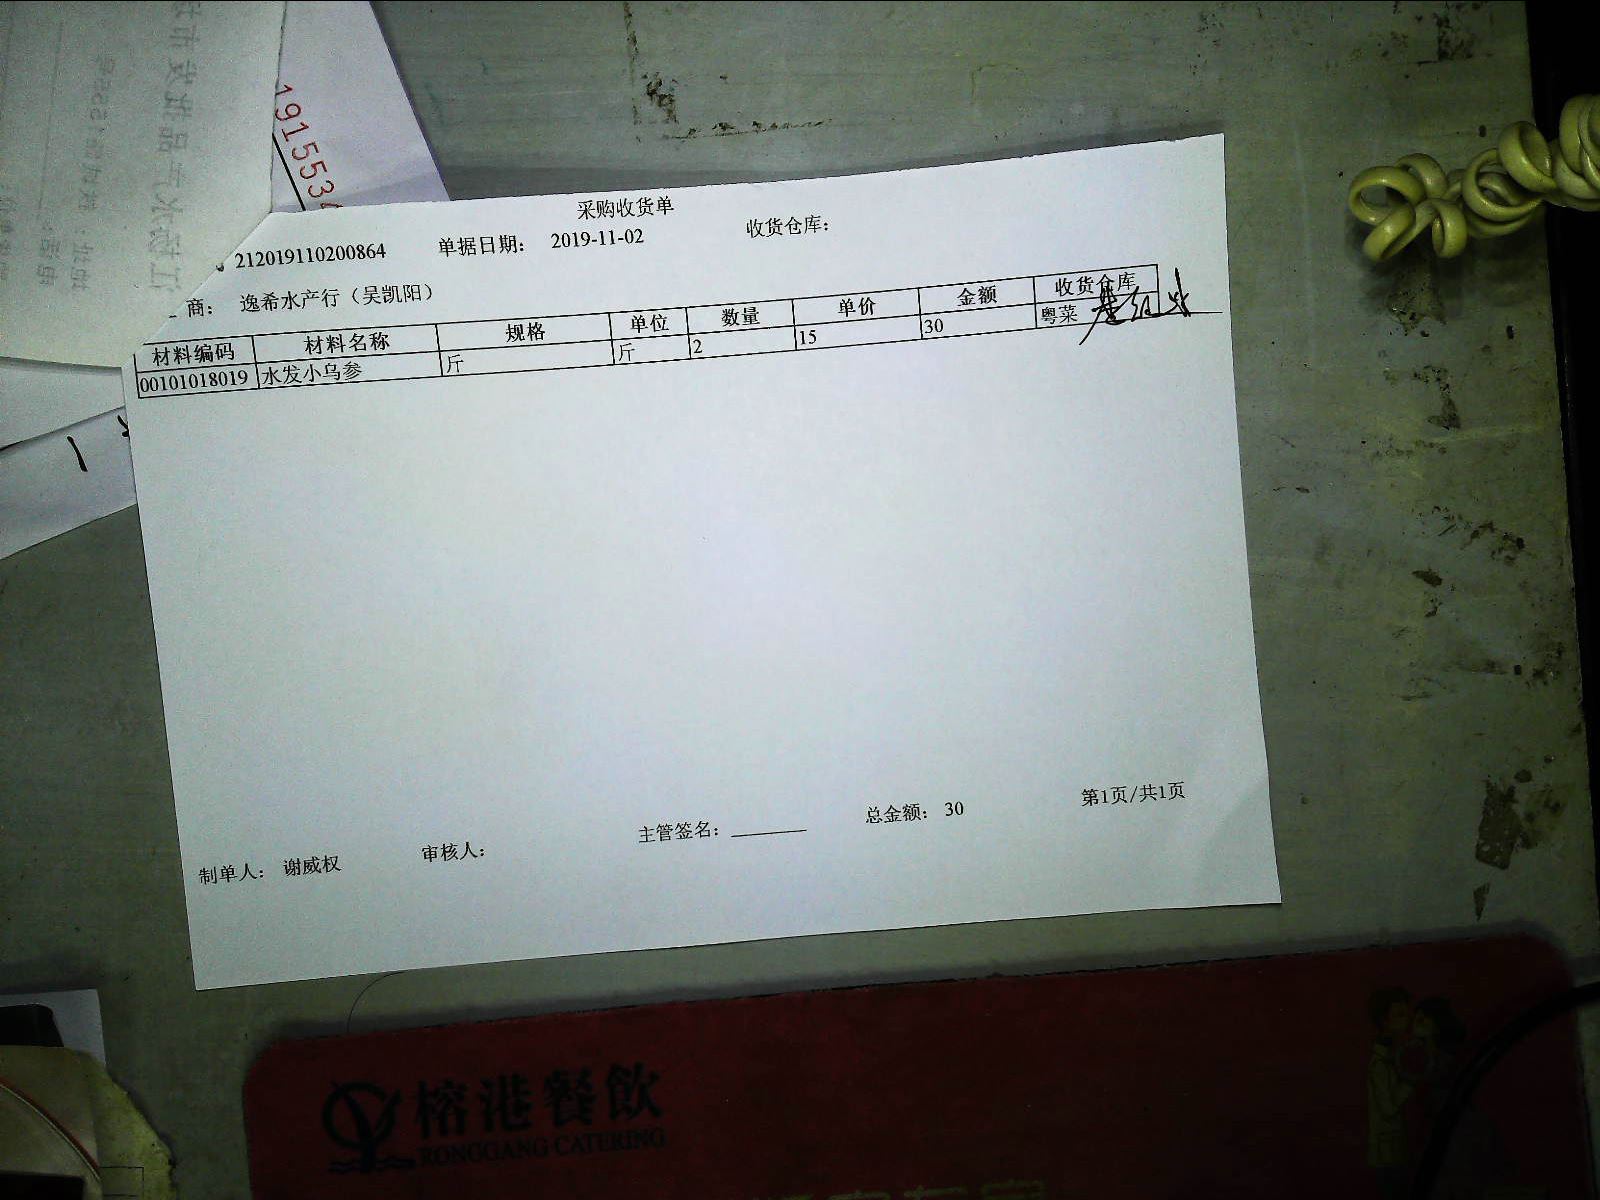 采购收货单
212019110200864 单据日期: 2019-11-02 收货仓库:
商: 逸希水产行（吴凯阳）
材料编码 材料名称 规格 单位 数量 单价 金额 收货仓库
00101018019 水发小乌参 斤 斤 2 15 30 粤菜
主管签名: 总金额: 30 第1页/共1页
制单人: 谢威权 审核人:
榕港餐飲
RONGGANG CATERING